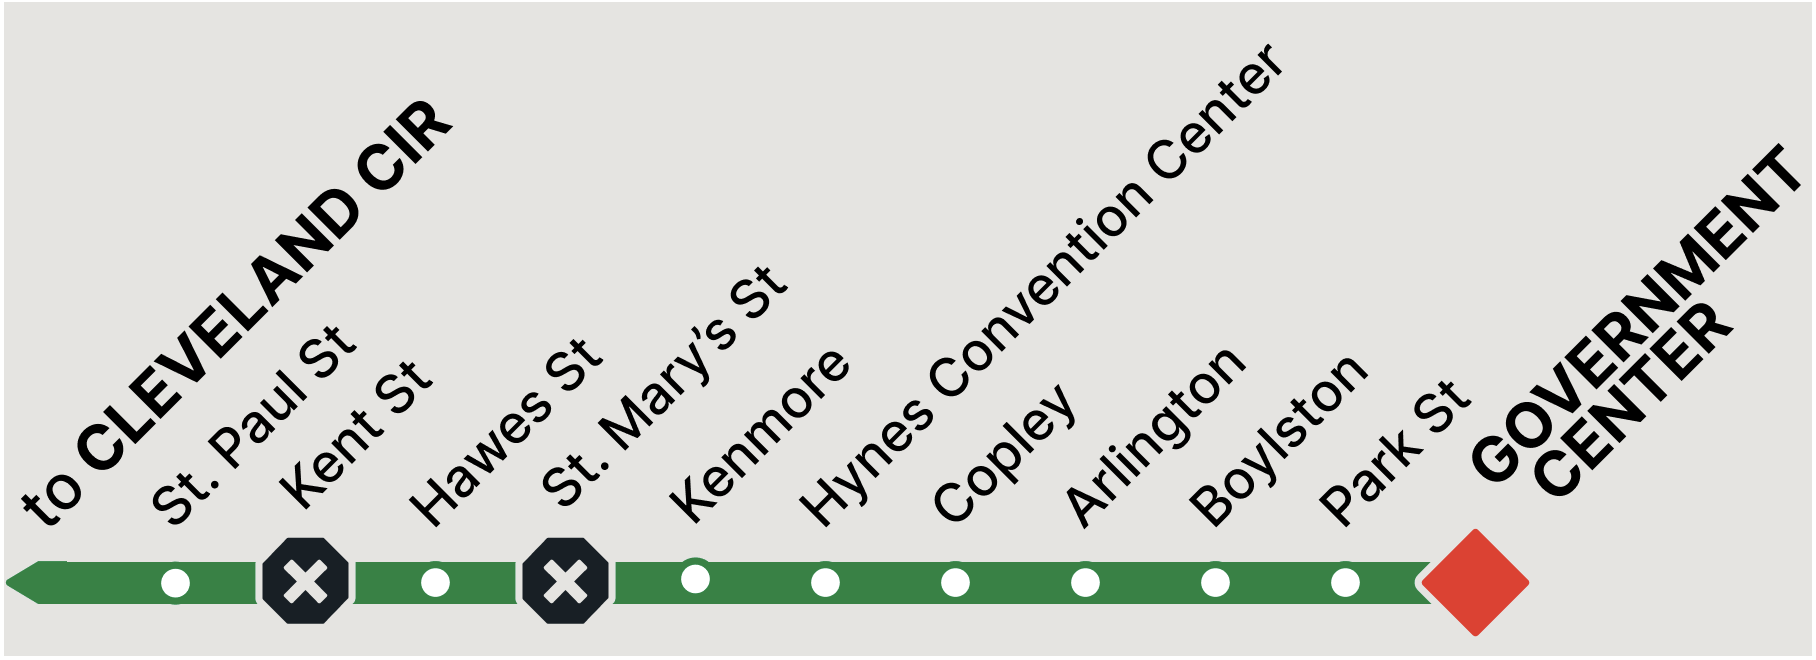 to CLEVELAND CIR
St. Paul St
Kent St
Hawes St
St. Mary’s St
Kenmore
Hynes Convention Center
Copley
Arlington
Boylston
Park St
GOVERNMENT
CENTER